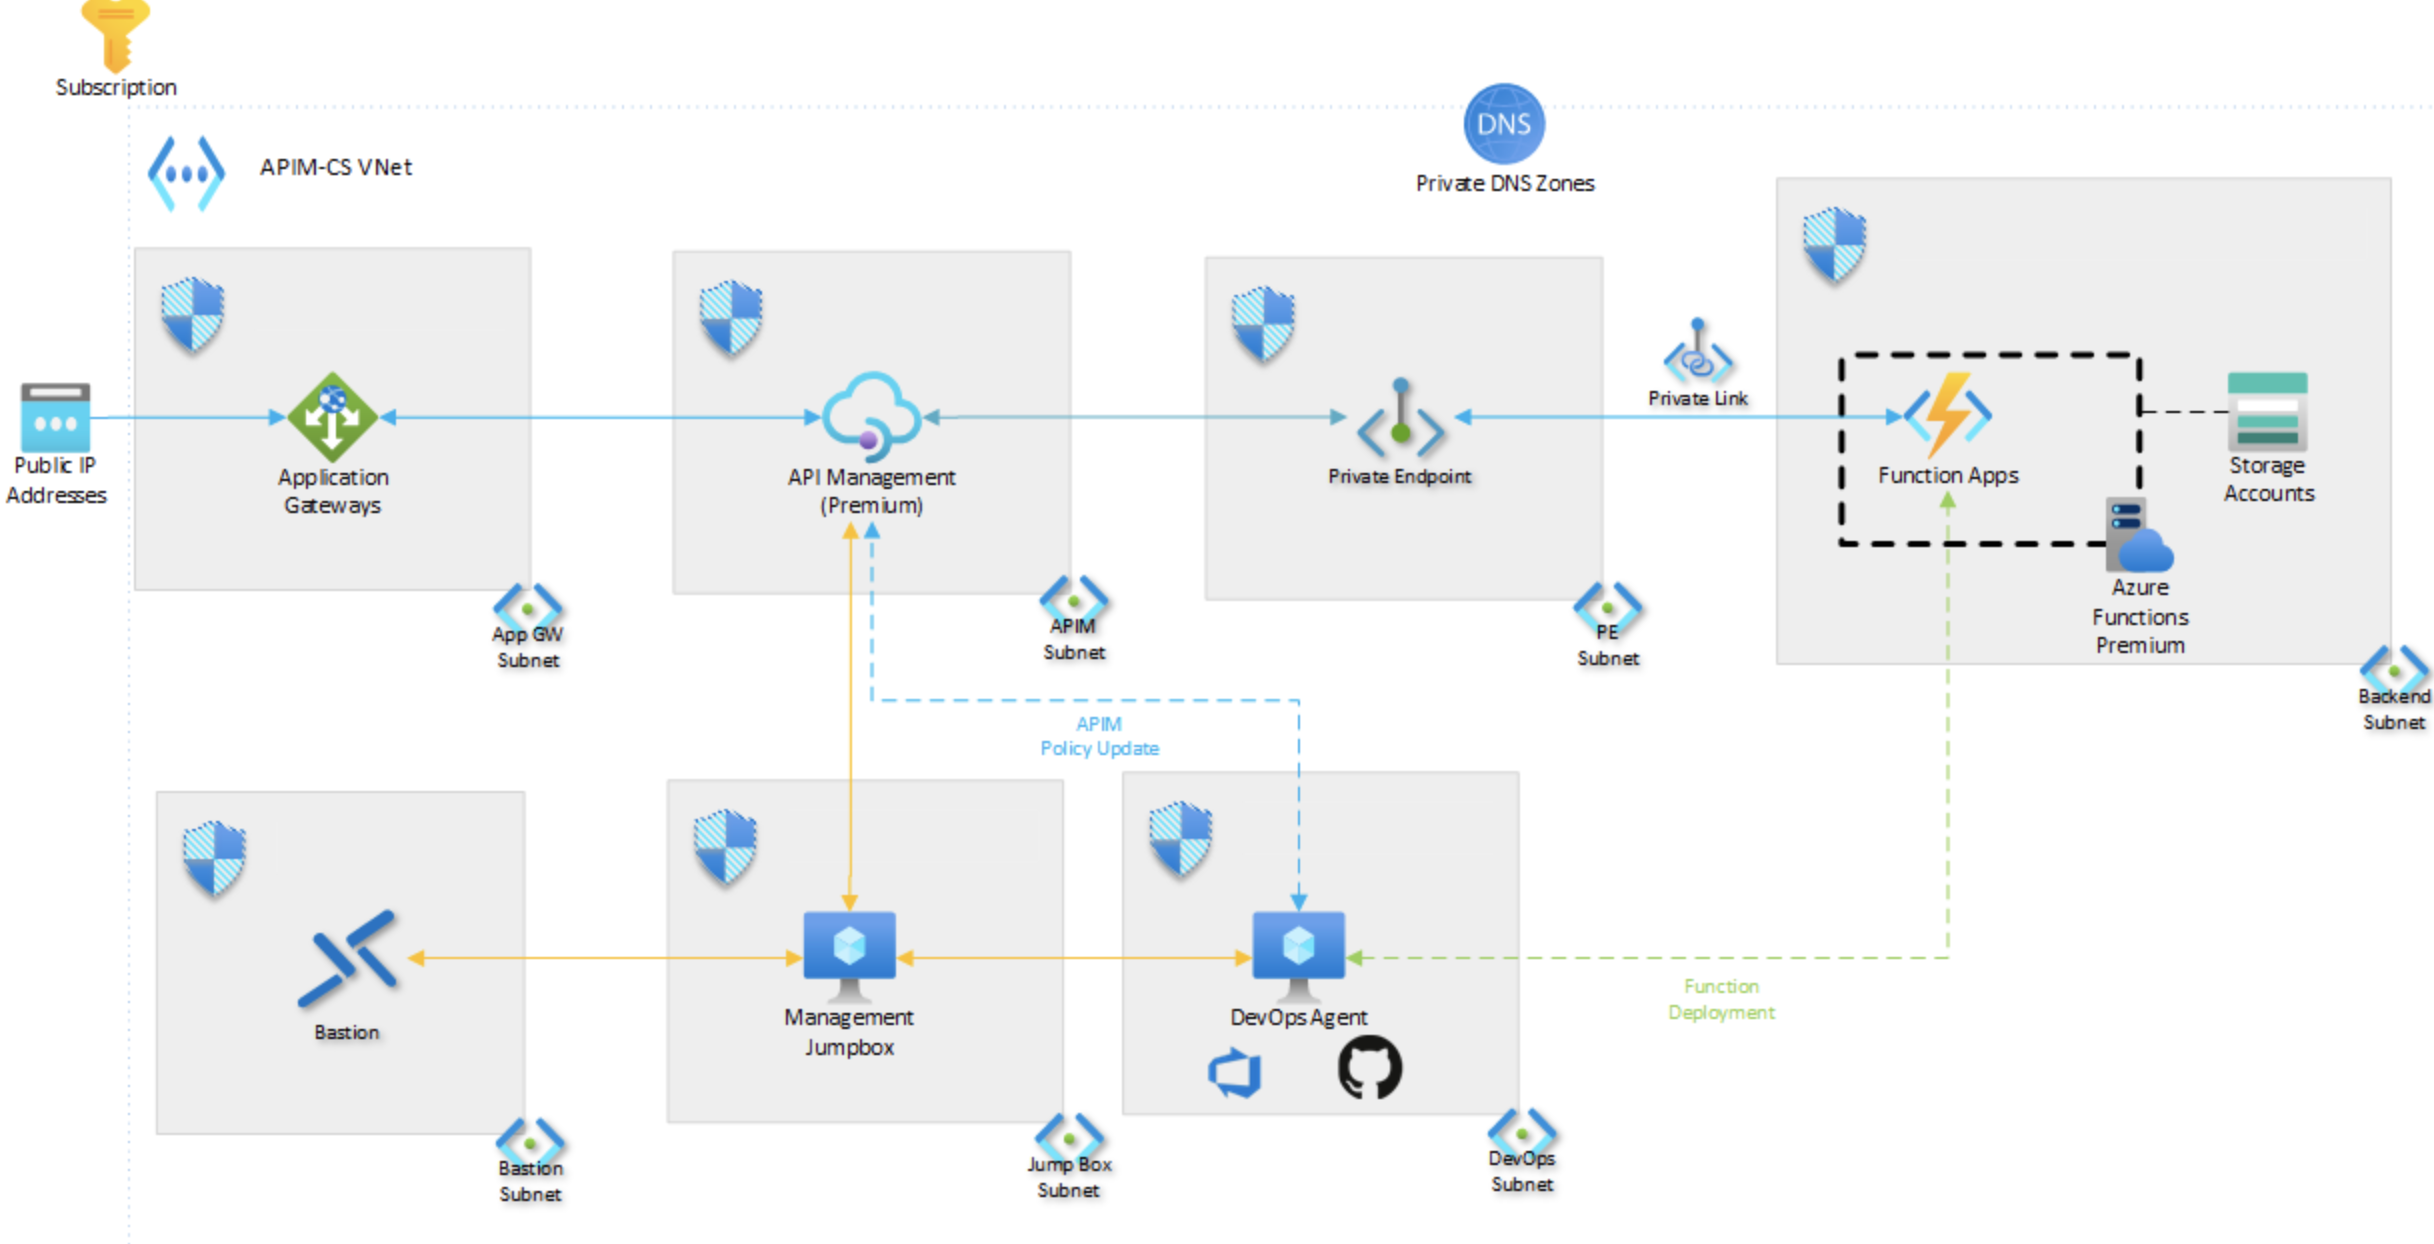 Subscription
DNS
Private DNS Zones
APIM-CS VNet
Public IP
Addresses
Application
Gateways
App GW
Subnet
API Management
(Premium)
APIM
Subnet
Private Endpoint
PE
Subnet
Private Link
Function Apps
Storage
Accounts
Azure
Functions
Premium
Backend
Subnet
APIM
Policy Update
Bastion
Bastion
Subnet
Management
Jumpbox
Jump Box
Subnet
DevOps Agent
DevOps
Subnet
Function
Deployment